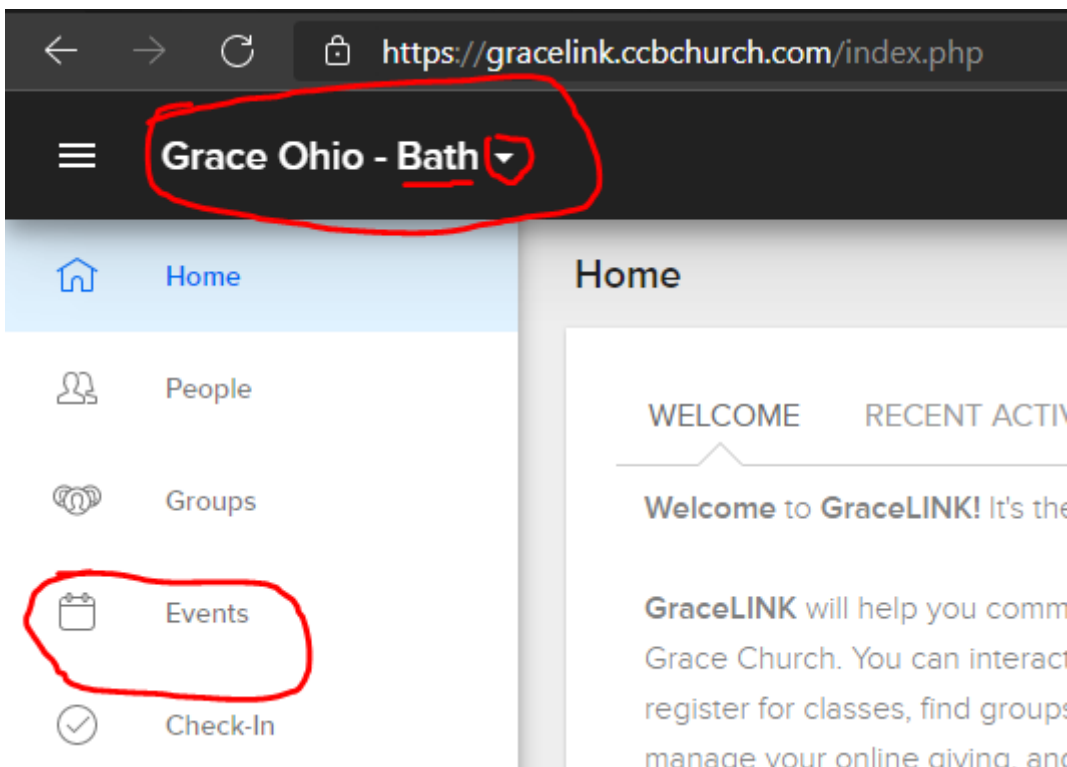 https://gracelink.ccbchurch.com/index.php
Grace Ohio - Bath
Home
Home
People
WELCOME RECENT ACTIV
Groups
Welcome to GraceLINK! It's the
Events
GraceLINK will help you comm
Grace Church. You can interact
register for classes, find groups
Check-In
manage your online giving, and